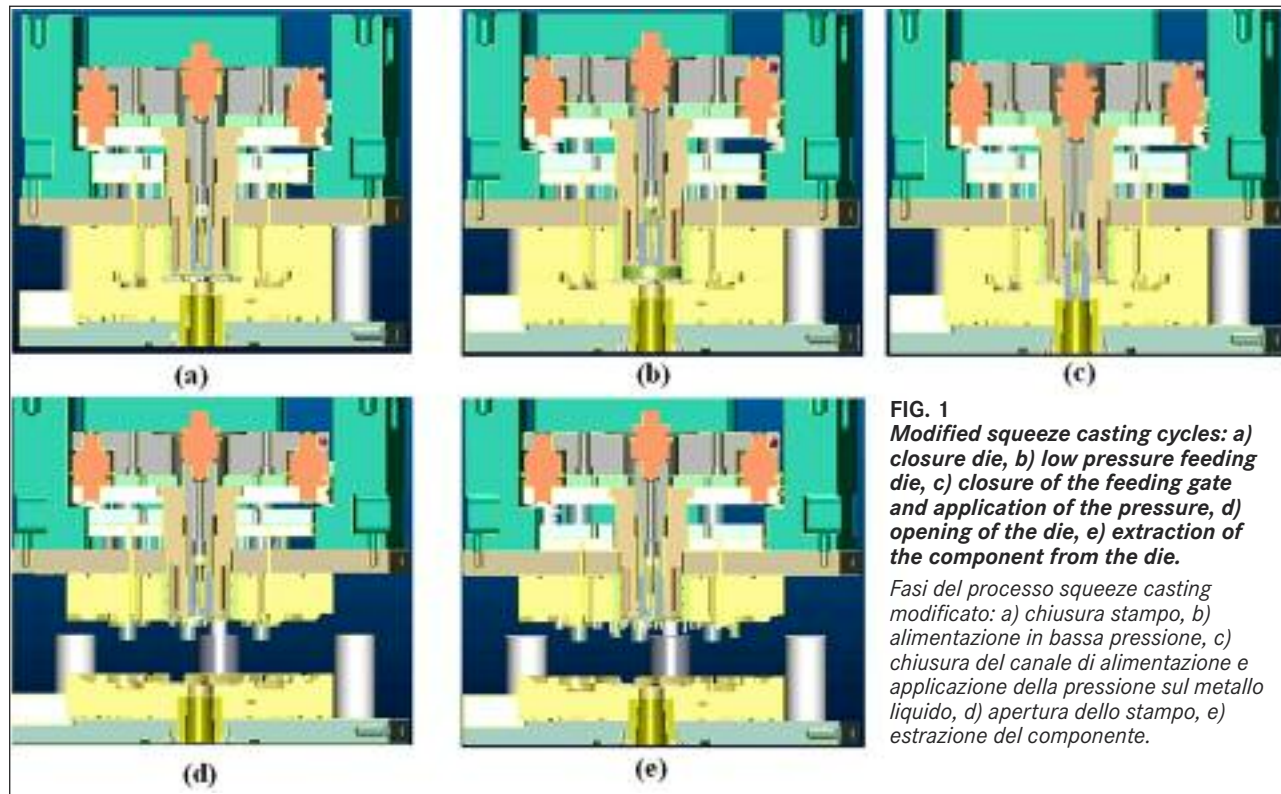 (a)
(b)
(c)
FIG. 1
Modified squeeze casting cycles: a)
closure die, b) low pressure feeding
die, c) closure of the feeding gate
and application of the pressure, d)
opening of the die, e) extraction of
the component from the die.
Fasi del processo squeeze casting
modificato: a) chiusura stampo, b)
alimentazione in bassa pressione, c)
chiusura del canale di alimentazione e
applicazione della pressione sul metallo
liquido, d) apertura dello stampo, e)
estrazione del componente.
(d)
(e)